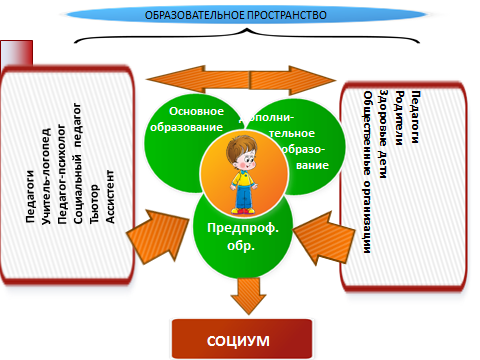 ОБРАЗОВАТЕЛЬНОЕ ПРОСТРАНСТВО
Педагоги
Учитель-логопед
Педагог-психолог
Социальный педагог
Тьютор
Ассистент
Основное
образование
Дополни-
тельное
образо-
вание
Предпроф.
обр.
Педагоги
Родители
Здоровые дети
Общественные организации
СОЦИУМ